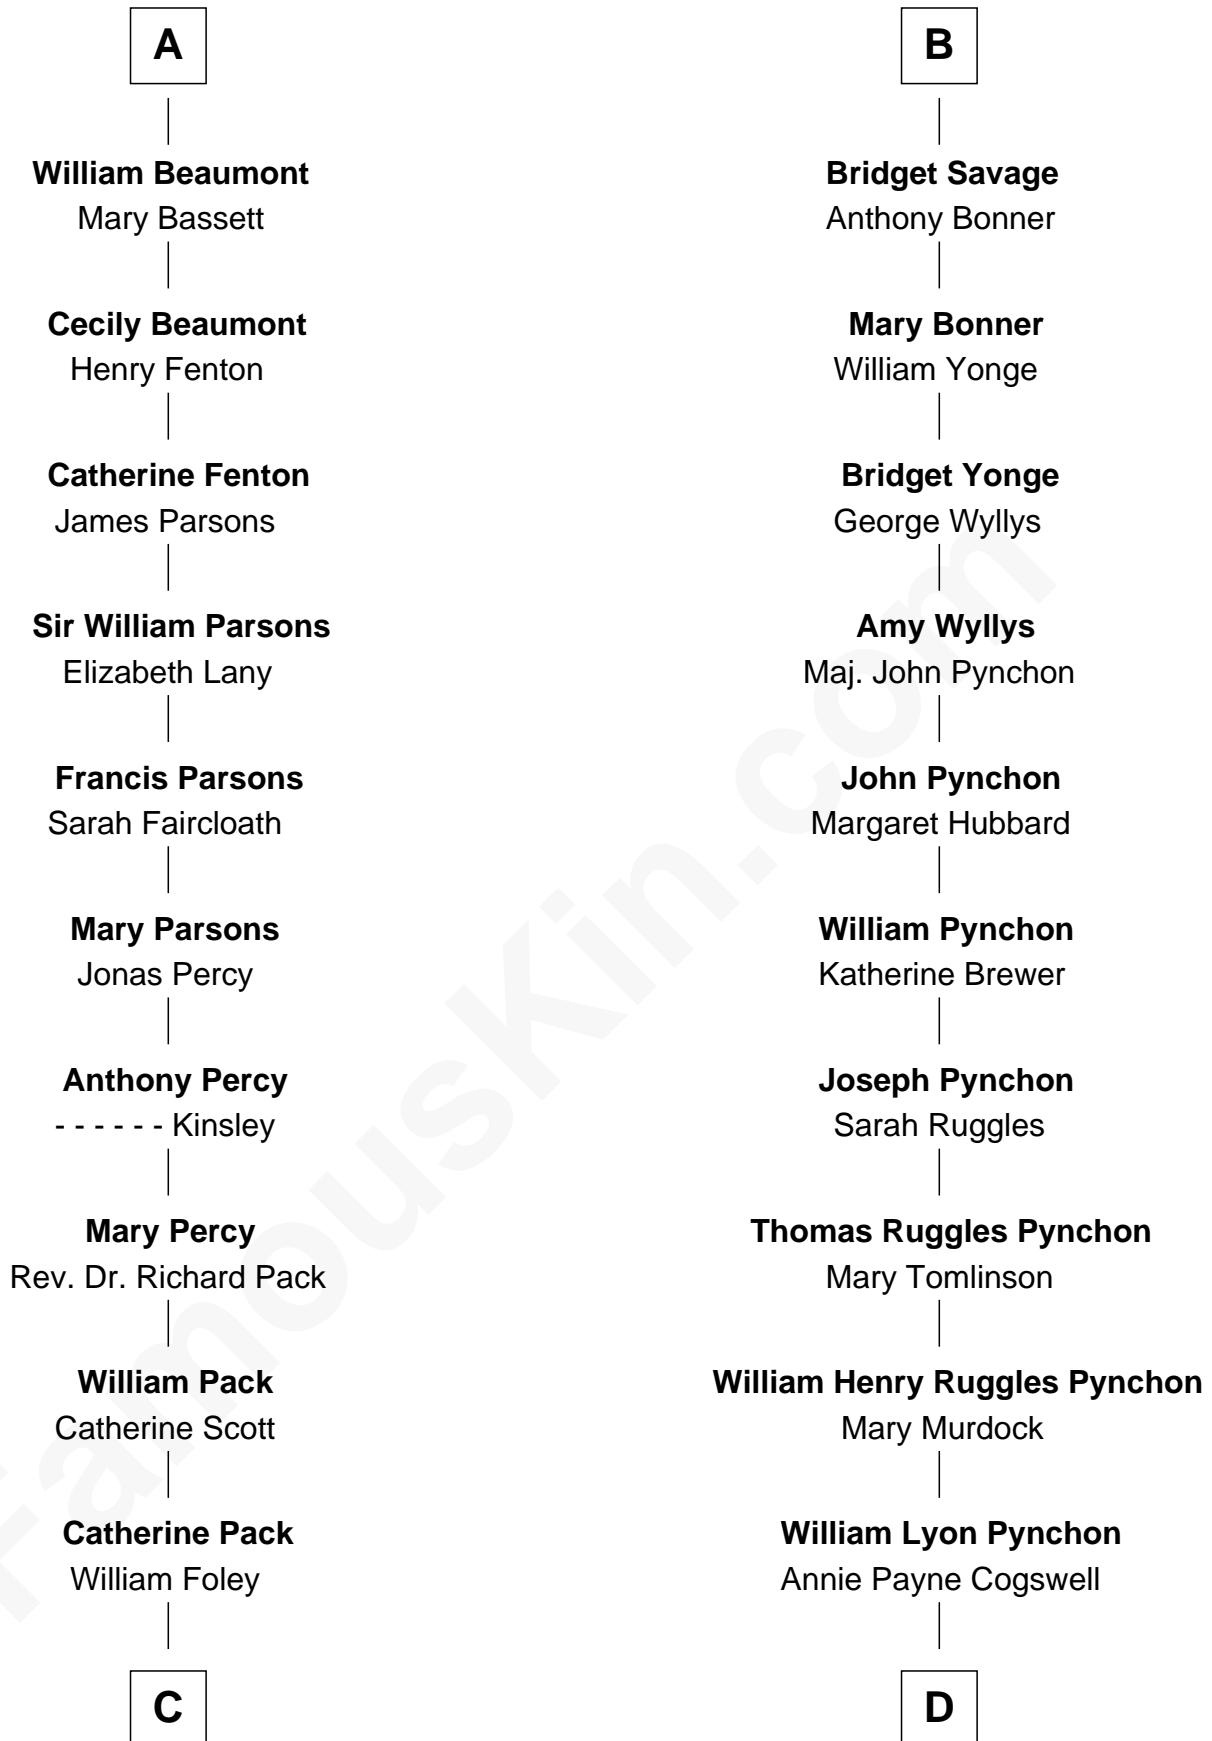 A
William Beaumont
Mary Bassett
Cecily Beaumont
Henry Fenton
Catherine Fenton
James Parsons
Sir William Parsons
Elizabeth Lany
Francis Parsons
Sarah Faircloath
Mary Parsons
Jonas Percy
Anthony Percy
- - - - - - Kinsley
Mary Percy
Rev. Dr. Richard Pack
William Pack
Catherine Scott
Catherine Pack
William Foley
C
B
Bridget Savage
Anthony Bonner
Mary Bonner
William Yonge
Bridget Yonge
George Wyllys
Amy Wyllys
Maj. John Pynchon
John Pynchon
Margaret Hubbard
William Pynchon
Katherine Brewer
Joseph Pynchon
Sarah Ruggles
Thomas Ruggles Pynchon
Mary Tomlinson
William Henry Ruggles Pynchon
Mary Murdock
William Lyon Pynchon
Annie Payne Cogswell
D
FamousKin.com